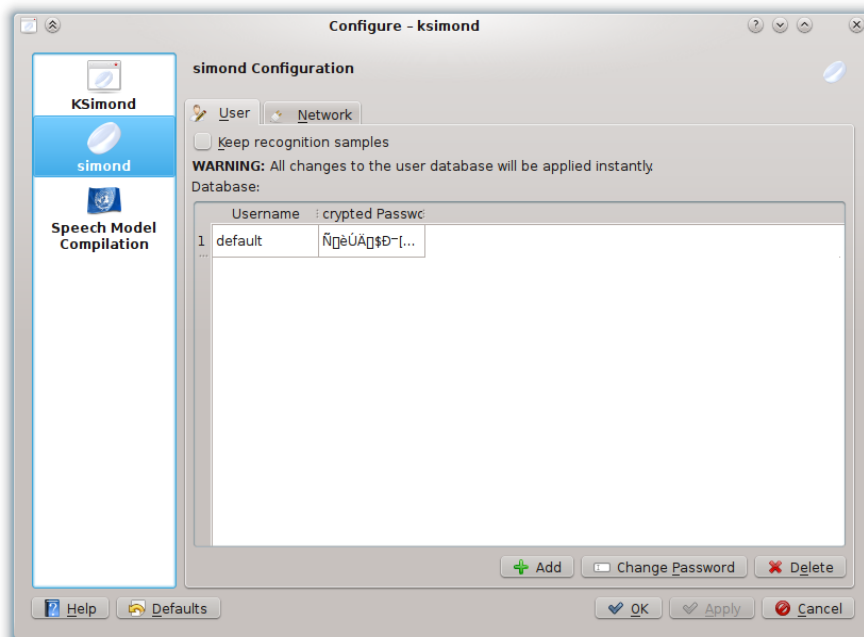 Configure – ksimond
KSimond
simond
Speech Model
Compilation
simond Configuration
User
Network
Keep recognition samples
WARNING: All changes to the user database will be applied instantly.
Database:
Username
crypted Passwo
1 default
Help
Defaults
Add
Change Password
Delete
OK
Apply
Cancel